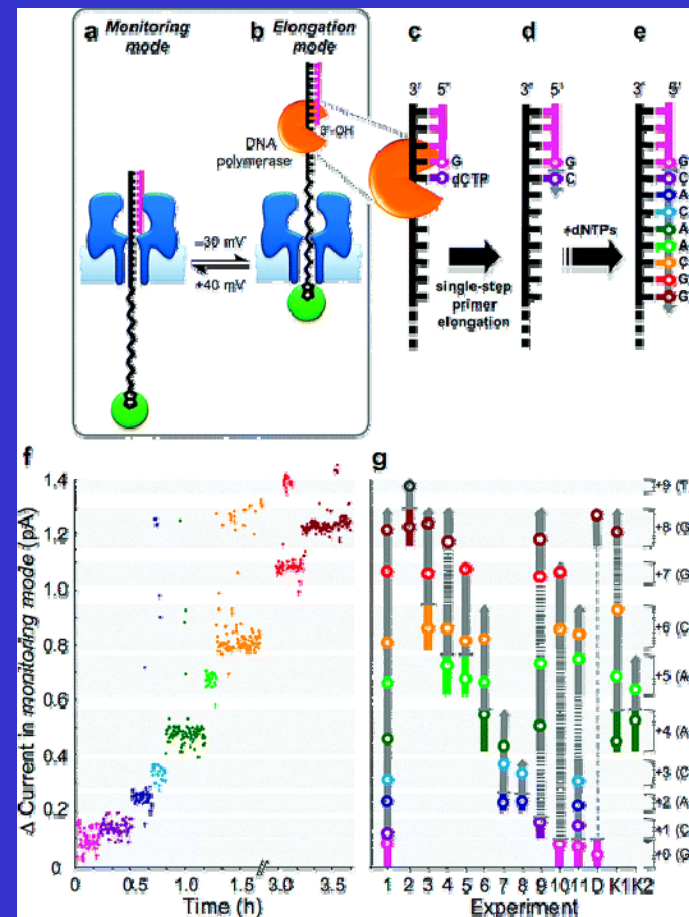 a Monitoring mode
b Elongation mode
c
d
e
3' 5"
3' 5'
3" 5'
DNA polymerase
3'-OH
G
dCTP
G
C
G
C
A
C
A
A
C
G
G
+40 mV
single-step primer elongation
+dNTPs
f
g
Δ Current in monitoring mode (pA)
1.4
1.2
1.0
0.8
0.6
0.4
0.2
0
0 0.5 1.0 1.5 3.0 3.5
Time (h)
+9 (T
+8 (G
+7 (G
+6 (C
+5 (A
+4 (A
+3 (C
+2 (A
+1 (C
+0 (G
1 2 3 4 5 6 7 8 9 10 11 D K1 K2
Experiment